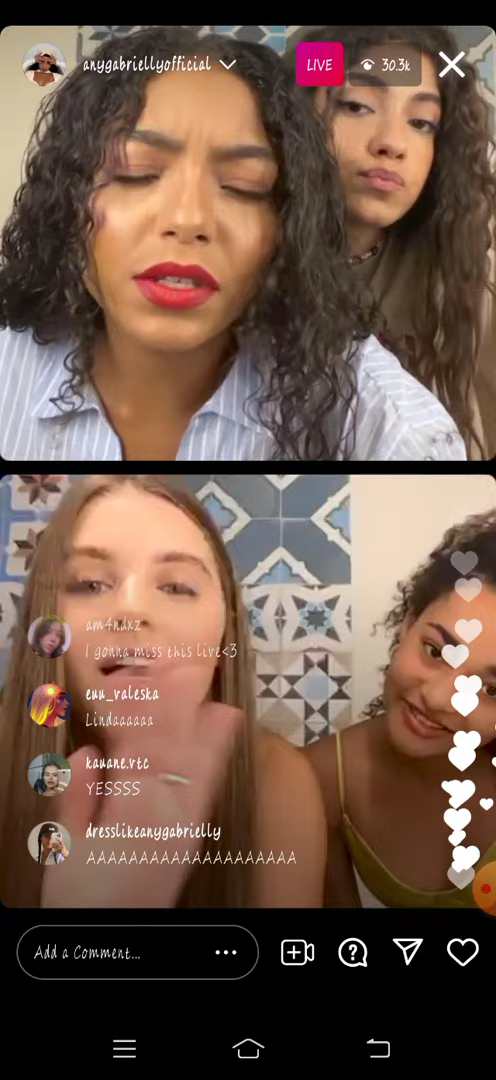 anygabriellyofficial
LIVE
30.3k
am4ndxz
I gonna miss this live<3
euu_valeska
Lindaaaaaa
kauane.vtc
YESSSS
dresslikeanygabrielly
AAAAAAAAAAAAAAAAAAAA
Add a Comment...